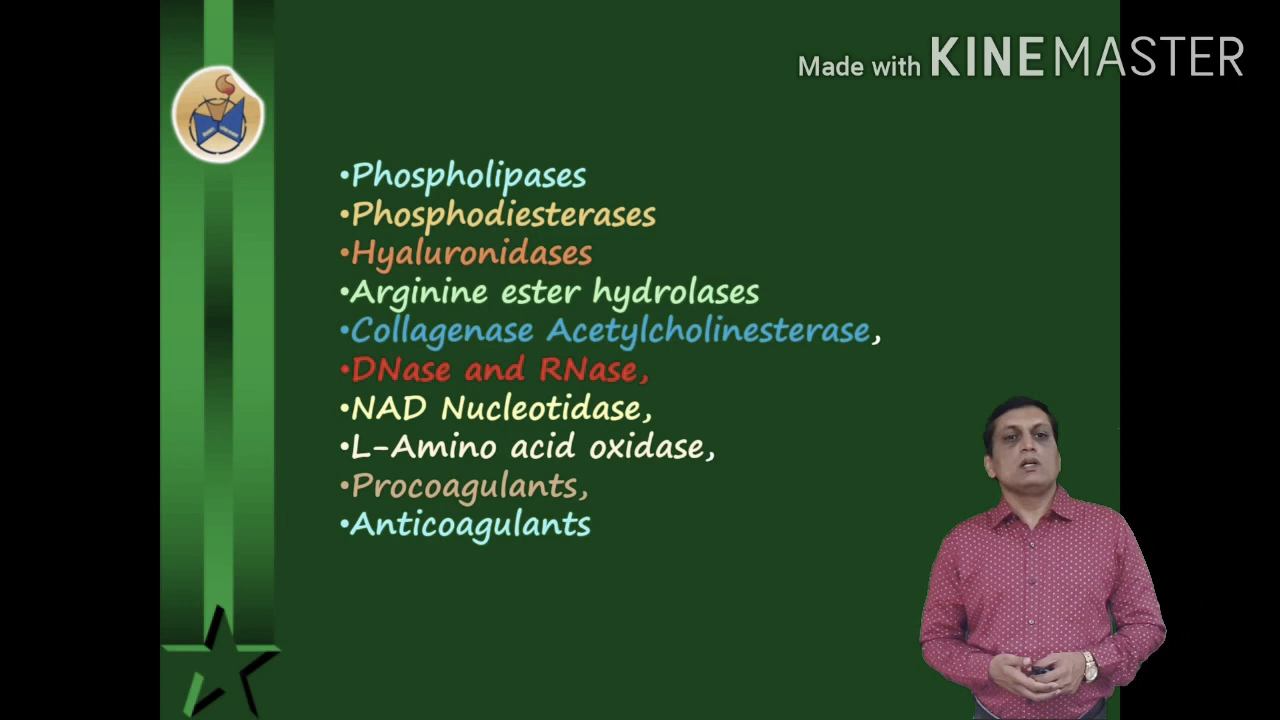 Made with KINEMASTER
•Phospholipases
•Phosphodiesterases
•Hyaluronidases
•Arginine ester hydrolases
•Collagenase Acetylcholinesterase,
•DNase and RNase,
•NAD Nucleotidase,
•L-Amino acid oxidase,
•Procoagulants,
•Anticoagulants